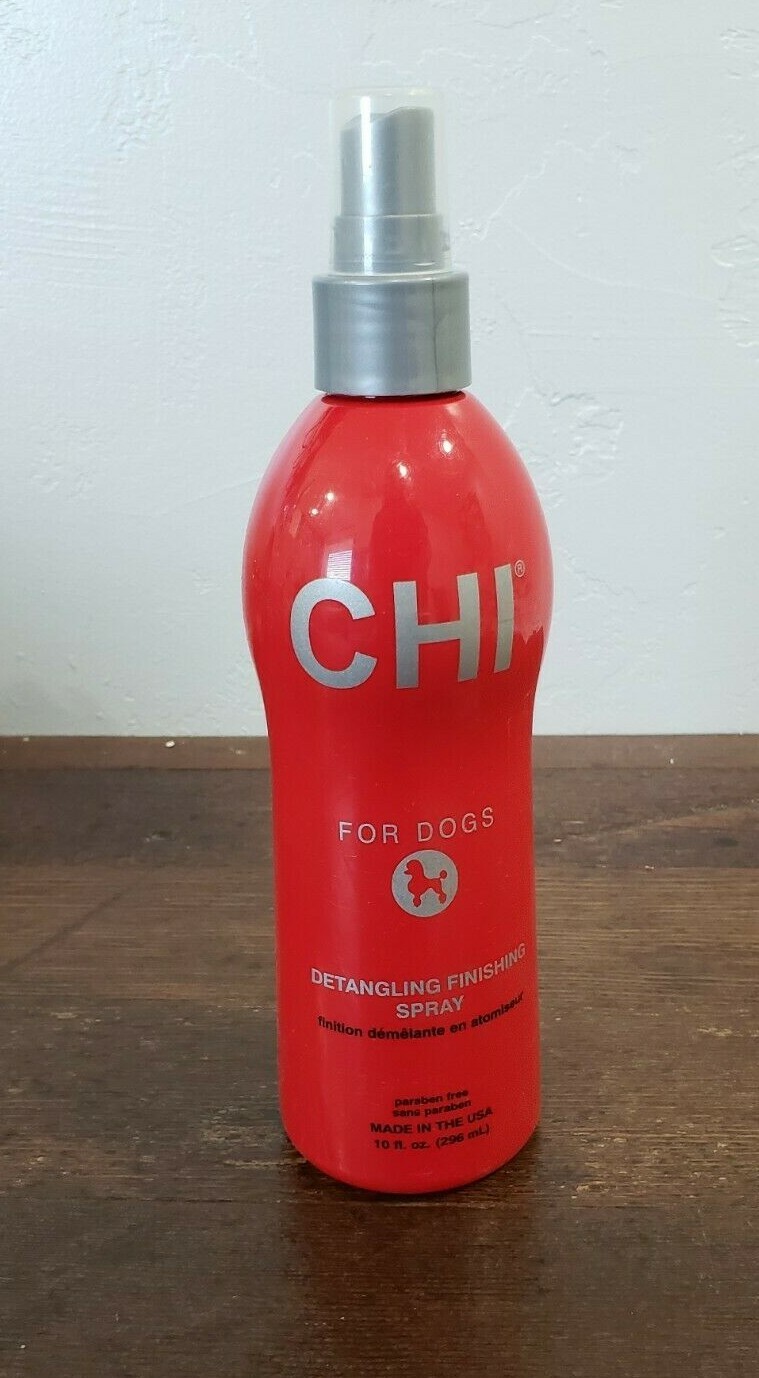 CHI®
FOR DOGS
DETANGLING FINISHING
SPRAY
finition démêlante en atomiseur
paraben free
sans paraben
MADE IN THE USA
10 fl. oz. (296 mL)